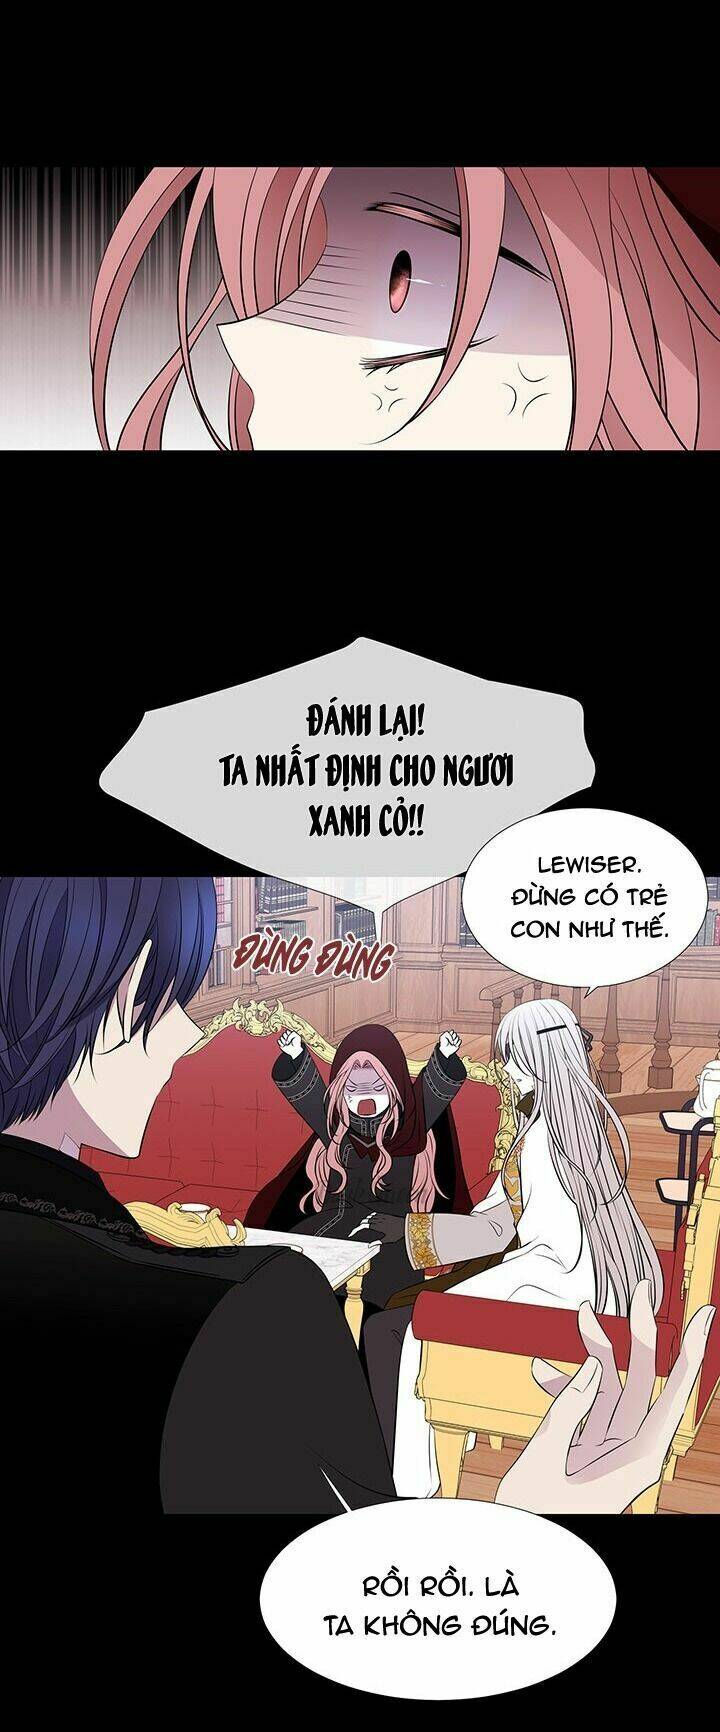 ĐÁNH LẠI!
TA NHẤT ĐỊNH CHO NGƯƠI
XANH CỎ!!
LEWISER.
ĐỪNG CÓ TRẺ
CON NHƯ THẾ.
ĐÙNG ĐÙNG
RỒI RỒI. LÀ
TA KHÔNG ĐÚNG.